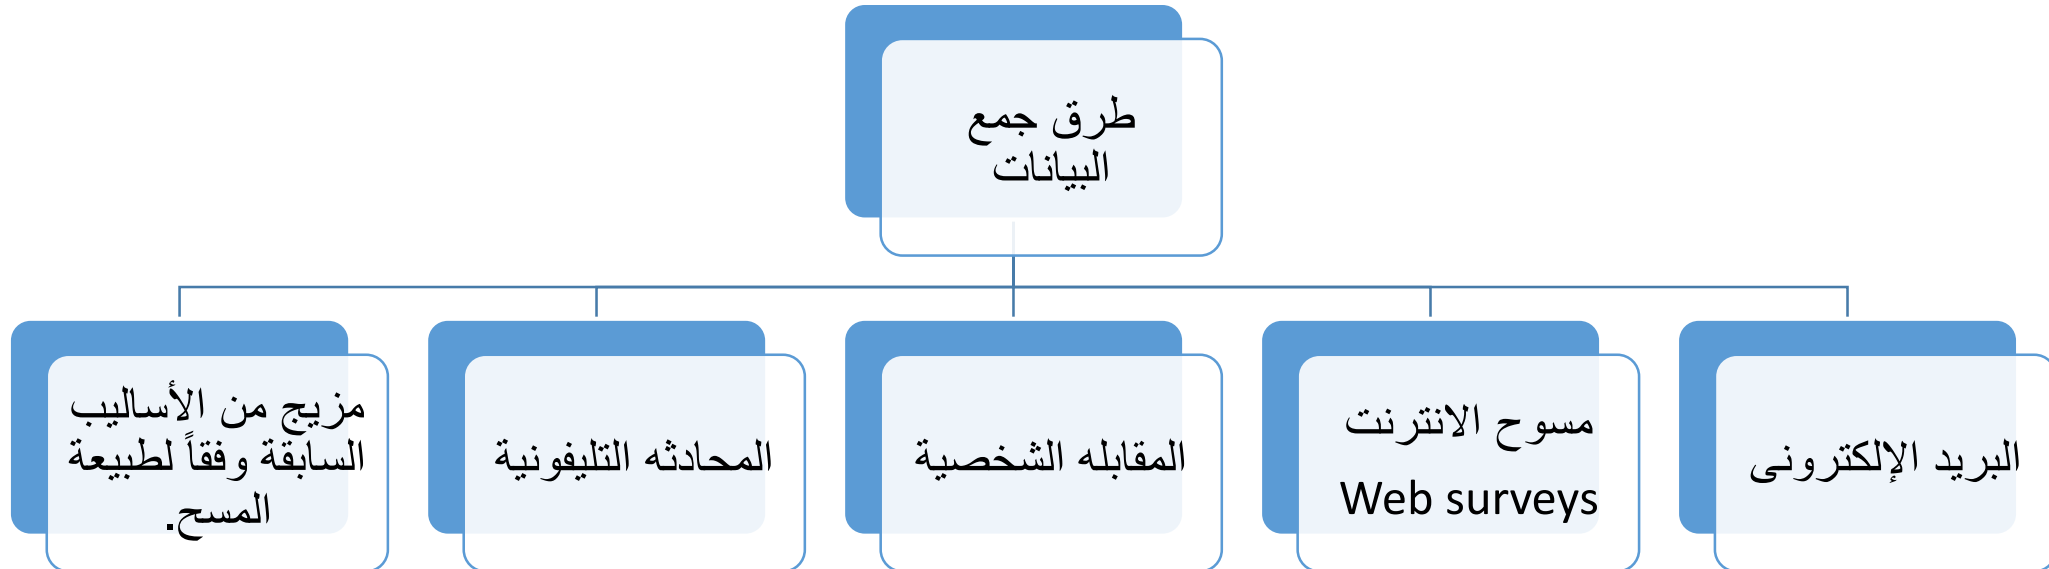 طرق جمع
البيانات
البريد الإلكترونى
مسوح الانترنت
Web surveys
المقابله الشخصية
المحادثه التليفونية
مزيج من الأساليب
السابقة وفقاً لطبيعة
المسح.